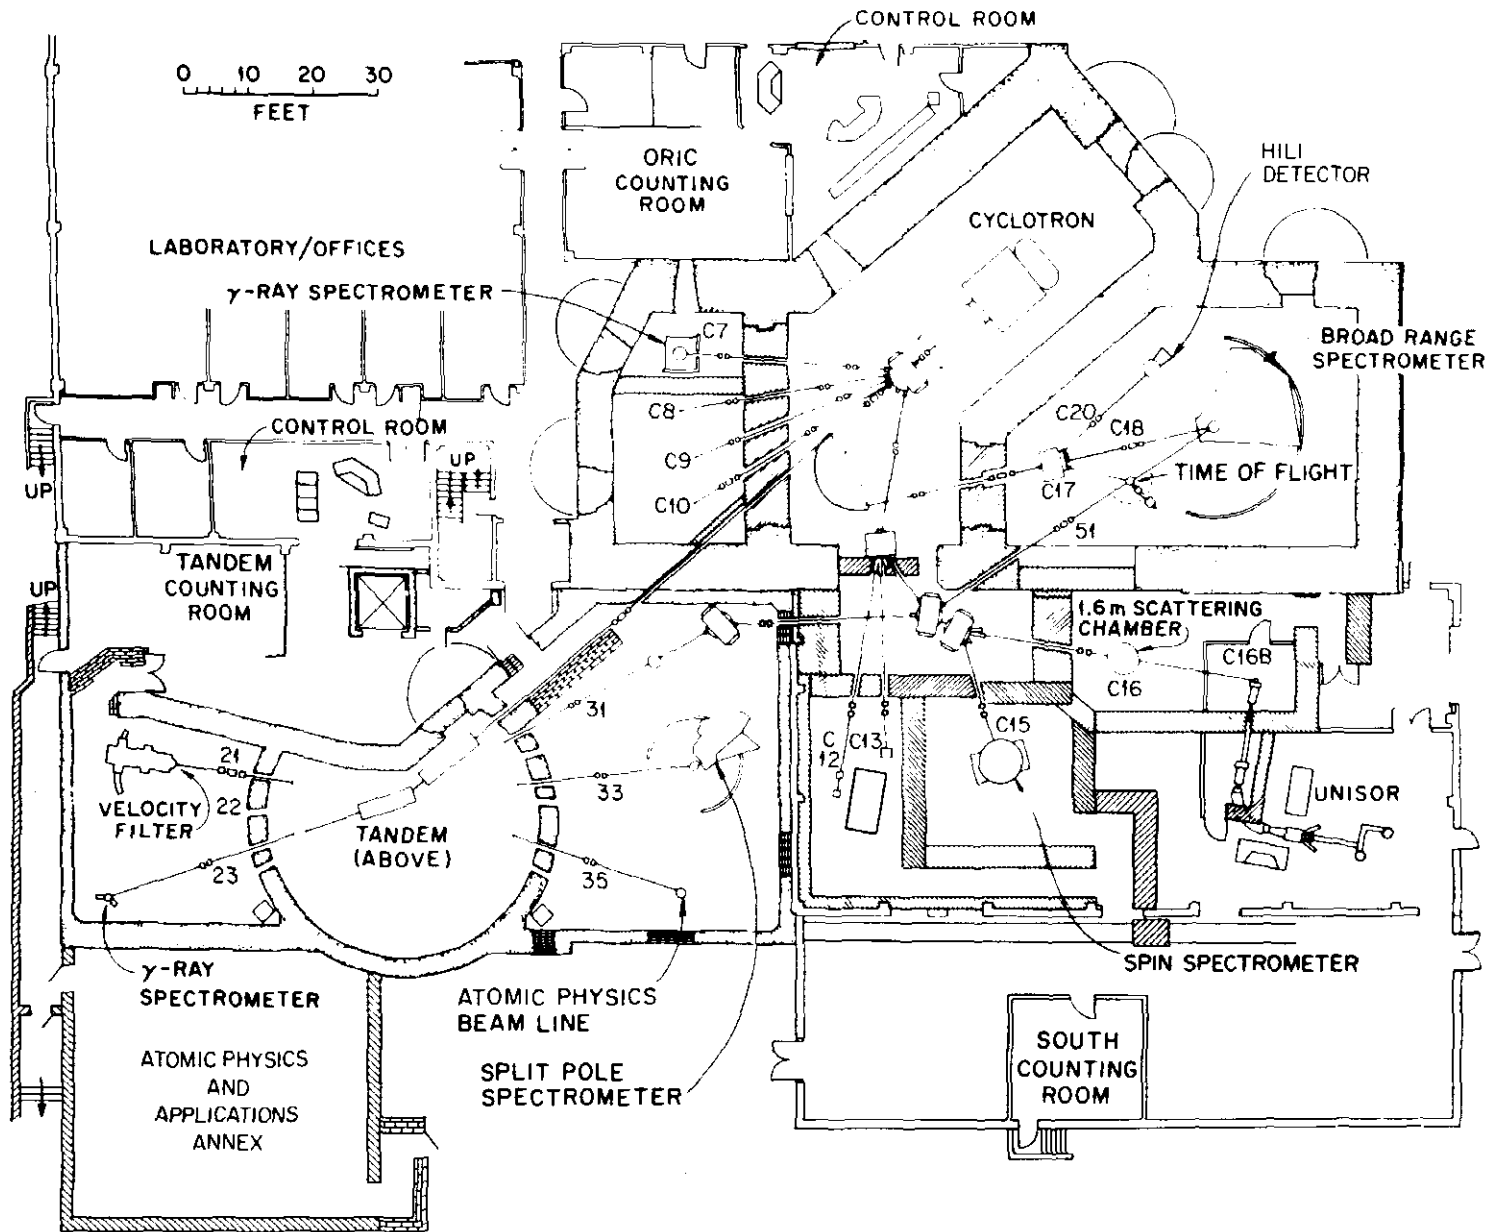 CONTROL ROOM
0 10 20 30
FEET
HILI
DETECTOR
ORIC
COUNTING
ROOM
CYCLOTRON
LABORATORY/OFFICES
γ-RAY SPECTROMETER
C7
BROAD RANGE
SPECTROMETER
C8
C20
C18
CONTROL ROOM
C9
UP
TIME OF FLIGHT
UP
C10
C17
51
TANDEM
COUNTING
ROOM
UP
1.6 m SCATTERING
CHAMBER
C16B
C16
31
C15
C
12
C13
21
22
VELOCITY
FILTER
33
UNISOR
TANDEM
(ABOVE)
23
35
γ-RAY
SPECTROMETER
SPIN SPECTROMETER
ATOMIC PHYSICS
BEAM LINE
SOUTH
COUNTING
ROOM
ATOMIC PHYSICS
AND
APPLICATIONS
ANNEX
SPLIT POLE
SPECTROMETER